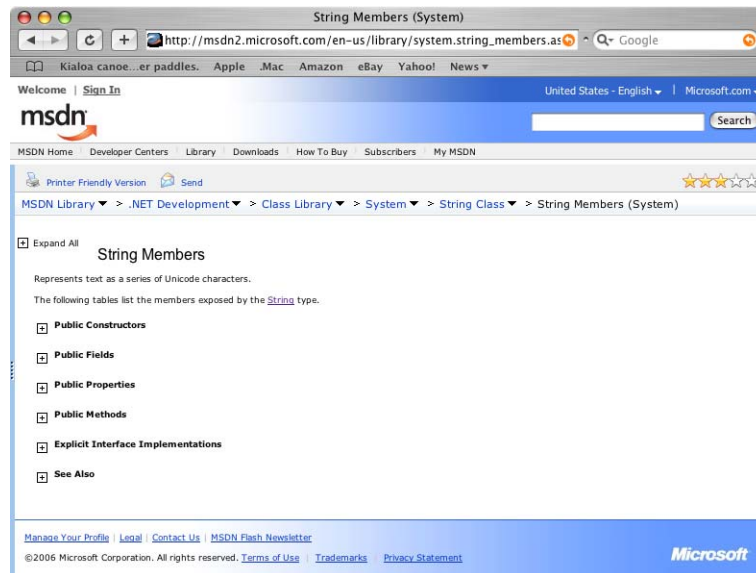 String Members (System)
http://msdn2.microsoft.com/en-us/library/system.string_members.as
Google
Kialoa canoe...er paddles. Apple .Mac Amazon eBay Yahoo! News
Welcome | Sign In
United States - English | Microsoft.com
msdn
Search
MSDN Home Developer Centers Library Downloads How To Buy Subscribers My MSDN
Printer Friendly Version Send
MSDN Library > .NET Development > Class Library > System > String Class > String Members (System)
Expand All
String Members
Represents text as a series of Unicode characters.
The following tables list the members exposed by the String type.
Public Constructors
Public Fields
Public Properties
Public Methods
Explicit Interface Implementations
See Also
Manage Your Profile | Legal | Contact Us | MSDN Flash Newsletter
©2006 Microsoft Corporation. All rights reserved. Terms of Use | Trademarks | Privacy Statement
Microsoft